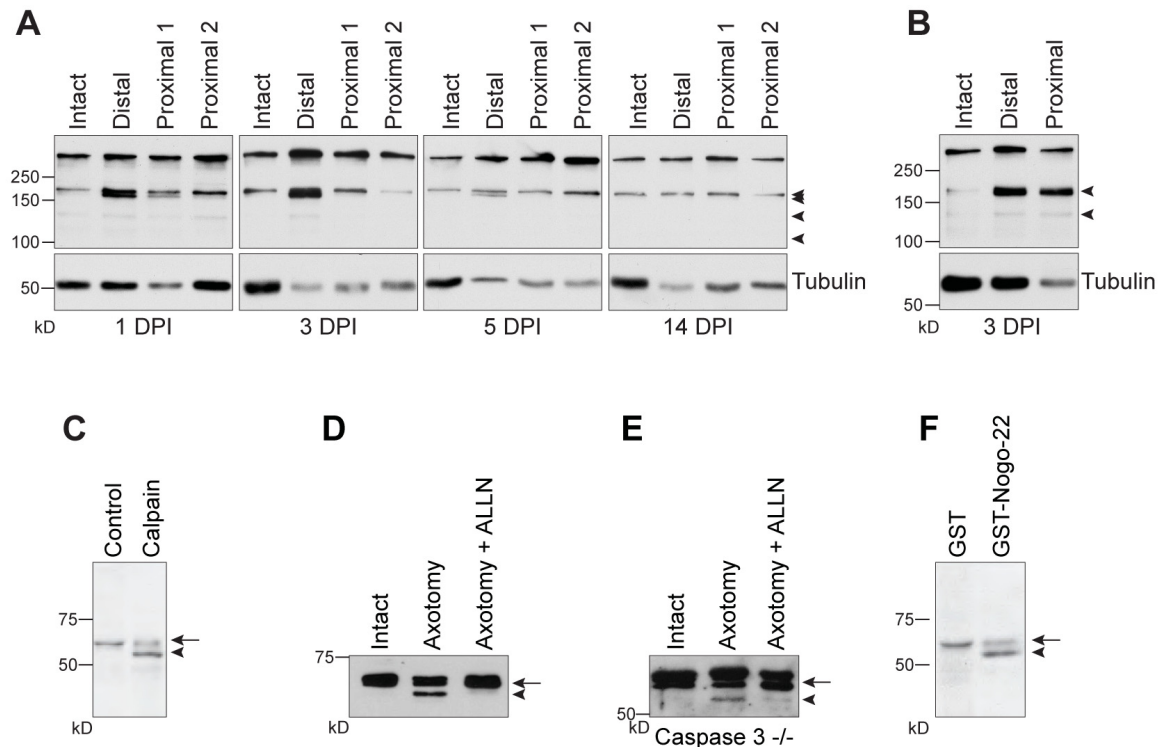 A
Intact
Distal
Proximal 1
Proximal 2
Intact
Distal
Proximal 1
Proximal 2
Intact
Distal
Proximal 1
Proximal 2
Intact
Distal
Proximal 1
Proximal 2
250
150
100
50
Tubulin
kD
1 DPI
3 DPI
5 DPI
14 DPI
B
Intact
Distal
Proximal
250
150
100
50
Tubulin
kD
3 DPI
C
Control
Calpain
75
50
kD
D
Intact
Axotomy
Axotomy + ALLN
75
kD
E
Intact
Axotomy
Axotomy + ALLN
50
kD
Caspase 3 -/-
F
GST
GST-Nogo-22
75
50
kD